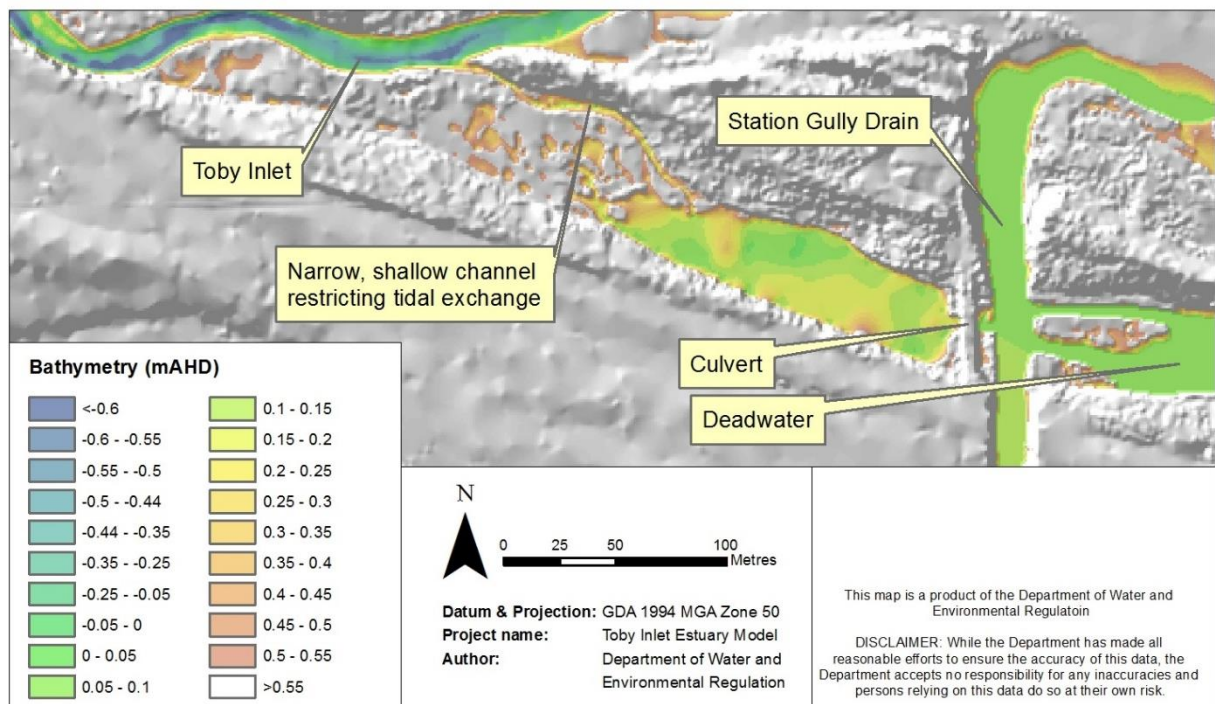 Toby Inlet
Narrow, shallow channel
restricting tidal exchange
Station Gully Drain
Culvert
Deadwater
Bathymetry (mAHD)
<-0.6
-0.6 - -0.55
-0.55 - -0.5
-0.5 - -0.44
-0.44 - -0.35
-0.35 - -0.25
-0.25 - -0.05
-0.05 - 0
0 - 0.05
0.05 - 0.1
0.1 - 0.15
0.15 - 0.2
0.2 - 0.25
0.25 - 0.3
0.3 - 0.35
0.35 - 0.4
0.4 - 0.45
0.45 - 0.5
0.5 - 0.55
>0.55
N
0 25 50 100
Metres
Datum & Projection: GDA 1994 MGA Zone 50
Project name: Toby Inlet Estuary Model
Author: Department of Water and
Environmental Regulation
This map is a product of the Department of Water and
Environmental Regulatoin
DISCLAIMER: While the Department has made all
reasonable efforts to ensure the accuracy of this data, the
Department accepts no responsibility for any inaccuracies and
persons relying on this data do so at their own risk.